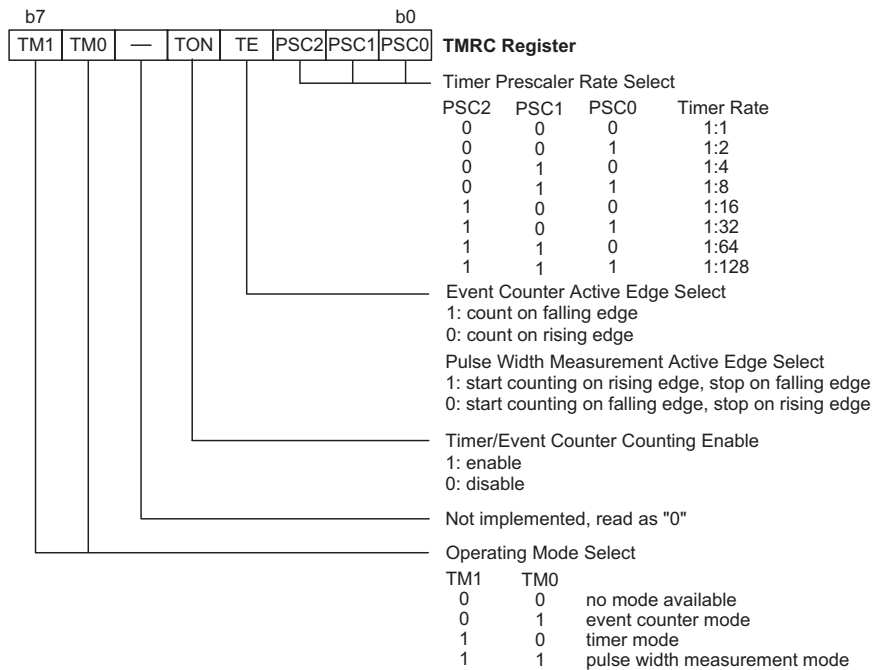 b7 b0
TM1 TM0 — TON TE PSC2 PSC1 PSC0 TMRC Register
Timer Prescaler Rate Select
PSC2 PSC1 PSC0 Timer Rate
0 0 0 1:1
0 0 1 1:2
0 1 0 1:4
0 1 1 1:8
1 0 0 1:16
1 0 1 1:32
1 1 0 1:64
1 1 1 1:128
Event Counter Active Edge Select
1: count on falling edge
0: count on rising edge
Pulse Width Measurement Active Edge Select
1: start counting on rising edge, stop on falling edge
0: start counting on falling edge, stop on rising edge
Timer/Event Counter Counting Enable
1: enable
0: disable
Not implemented, read as "0"
Operating Mode Select
TM1 TM0
0 0 no mode available
0 1 event counter mode
1 0 timer mode
1 1 pulse width measurement mode